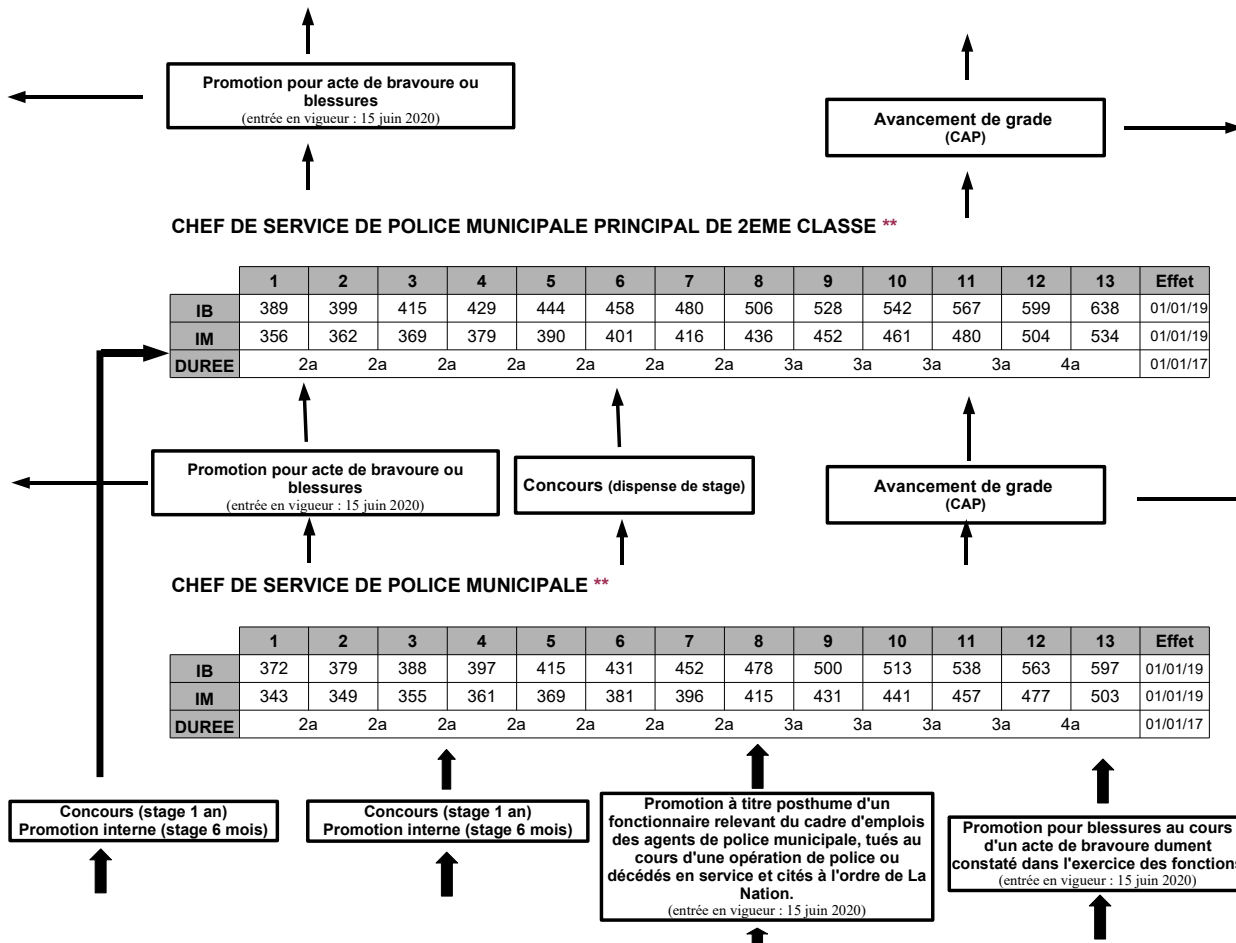 Promotion pour acte de bravoure ou
blessures
(entrée en vigueur : 15 juin 2020)
Avancement de grade
(CAP)
CHEF DE SERVICE DE POLICE MUNICIPALE PRINCIPAL DE 2EME CLASSE **
1 2 3 4 5 6 7 8 9 10 11 12 13 Effet
IB 389 399 415 429 444 458 480 506 528 542 567 599 638 01/01/19
IM 356 362 369 379 390 401 416 436 452 461 480 504 534 01/01/19
DUREE 2a 2a 2a 2a 2a 2a 2a 3a 3a 3a 3a 4a 01/01/17
Promotion pour acte de bravoure ou
blessures
(entrée en vigueur : 15 juin 2020)
Concours (dispense de stage)
Avancement de grade
(CAP)
CHEF DE SERVICE DE POLICE MUNICIPALE **
1 2 3 4 5 6 7 8 9 10 11 12 13 Effet
IB 372 379 388 397 415 431 452 478 500 513 538 563 597 01/01/19
IM 343 349 355 361 369 381 396 415 431 441 457 477 503 01/01/19
DUREE 2a 2a 2a 2a 2a 2a 2a 3a 3a 3a 3a 4a 01/01/17
Concours (stage 1 an)
Promotion interne (stage 6 mois)
Concours (stage 1 an)
Promotion interne (stage 6 mois)
Promotion à titre posthume d'un
fonctionnaire relevant du cadre d'emplois
des agents de police municipale, tués au
cours d'une opération de police ou
décédés en service et cités à l'ordre de La
Nation.
(entrée en vigueur : 15 juin 2020)
Promotion pour blessures au cours
d'un acte de bravoure dument
constaté dans l'exercice des fonctions
(entrée en vigueur : 15 juin 2020)